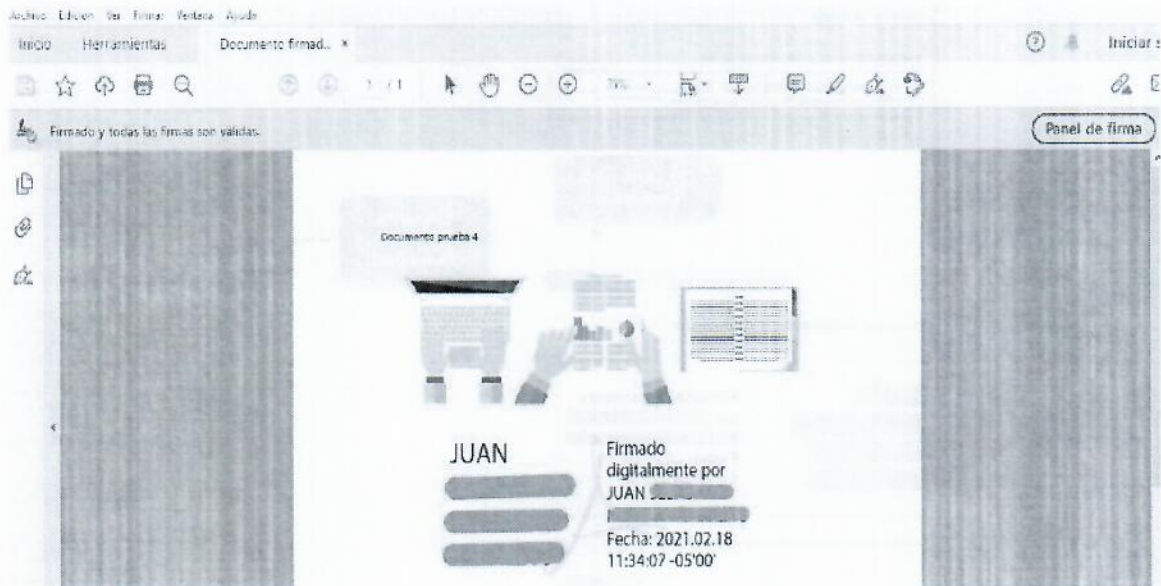 Archivo Edición Ver Firmar Ventana Ayuda
Inicio Herramientas Documento firmad... ×
Iniciar s
1 / 1
Firmado y todas las firmas son válidas.
Panel de firma
Documento prueba 4
JUAN
Firmado
digitalmente por
JUAN
Fecha: 2021.02.18
11:34:07 -05'00'